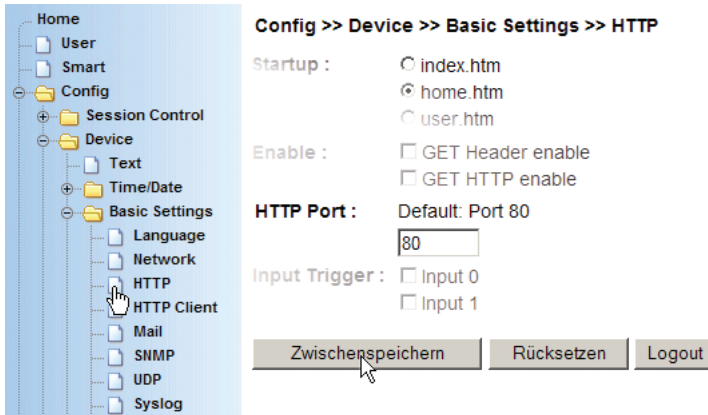 Home
User
Smart
Config
Session Control
Device
Text
Time/Date
Basic Settings
Language
Network
HTTP
HTTP Client
Mail
SNMP
UDP
Syslog
Config >> Device >> Basic Settings >> HTTP
Startup : index.htm
home.htm
user.htm
Enable : GET Header enable
GET HTTP enable
HTTP Port : Default: Port 80
80
Input Trigger : Input 0
Input 1
Zwischenspeichern Rücksetzen Logout